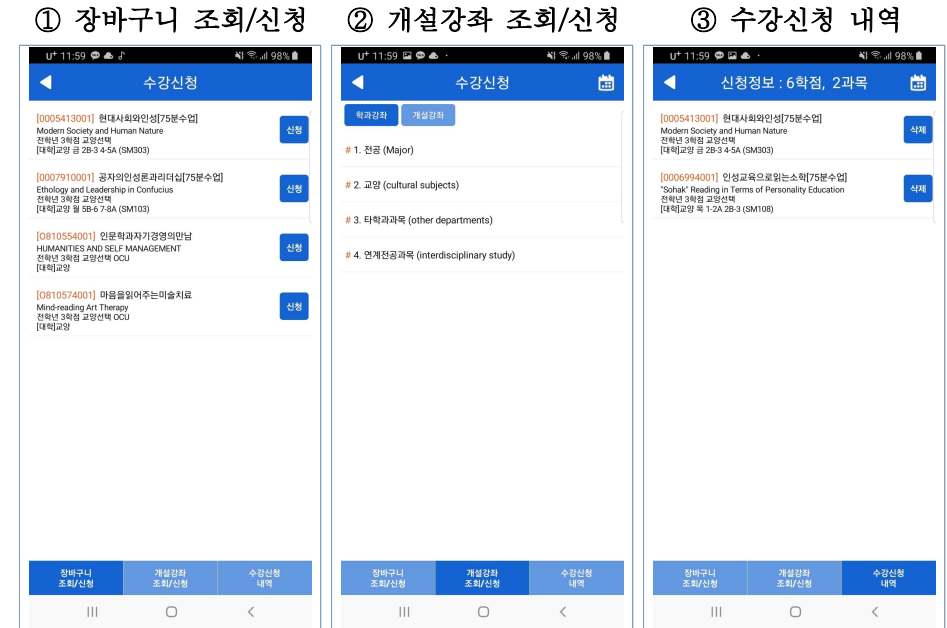 ① 장바구니 조회/신청
U+ 11:59 98%
수강신청
[0005413001] 현대사회와인성[75분수업]
Modern Society and Human Nature
전학년 3학점 교양선택
[대학]교양 금 2B-3 4-5A (SM303)
신청
[0007910001] 공자의인성론과리더십[75분수업]
Ethology and Leadership in Confucius
전학년 3학점 교양선택
[대학]교양 월 5B-6 7-8A (SM103)
신청
[O810554001] 인문학과자기경영의만남
HUMANITIES AND SELF MANAGEMENT
전학년 3학점 교양선택 OCU
[대학]교양
신청
[O810574001] 마음을읽어주는미술치료
Mind-reading Art Therapy
전학년 3학점 교양선택 OCU
[대학]교양
신청
장바구니 조회/신청
개설강좌 조회/신청
수강신청 내역
② 개설강좌 조회/신청
U+ 11:59 98%
수강신청
학과강좌 개설강좌
# 1. 전공 (Major)
# 2. 교양 (cultural subjects)
# 3. 타학과과목 (other departments)
# 4. 연계전공과목 (interdisciplinary study)
장바구니 조회/신청
개설강좌 조회/신청
수강신청 내역
③ 수강신청 내역
U+ 11:59 98%
신청정보 : 6학점, 2과목
[0005413001] 현대사회와인성[75분수업]
Modern Society and Human Nature
전학년 3학점 교양선택
[대학]교양 금 2B-3 4-5A (SM303)
삭제
[0006994001] 인성교육으로읽는소학[75분수업]
"Sohak" Reading in Terms of Personality Education
전학년 3학점 교양선택
[대학]교양 목 1-2A 2B-3 (SM108)
삭제
장바구니 조회/신청
개설강좌 조회/신청
수강신청 내역